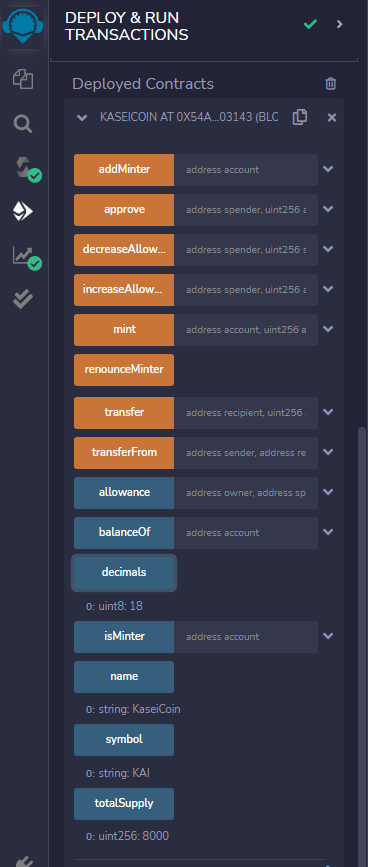 DEPLOY & RUN
TRANSACTIONS
Deployed Contracts
KASEICOIN AT 0X54A...03143 (BLC
addMinter address account
approve address spender, uint256 a
decreaseAllow... address spender, uint256 s
increaseAllow... address spender, uint256 a
mint address account, uint256 a
renounceMinter
transfer address recipient, uint256
transferFrom address sender, address re
allowance address owner, address sp
balanceOf address account
decimals
0: uint8: 18
isMinter address account
name
0: string: KaseiCoin
symbol
0: string: KAI
totalSupply
0: uint256: 8000